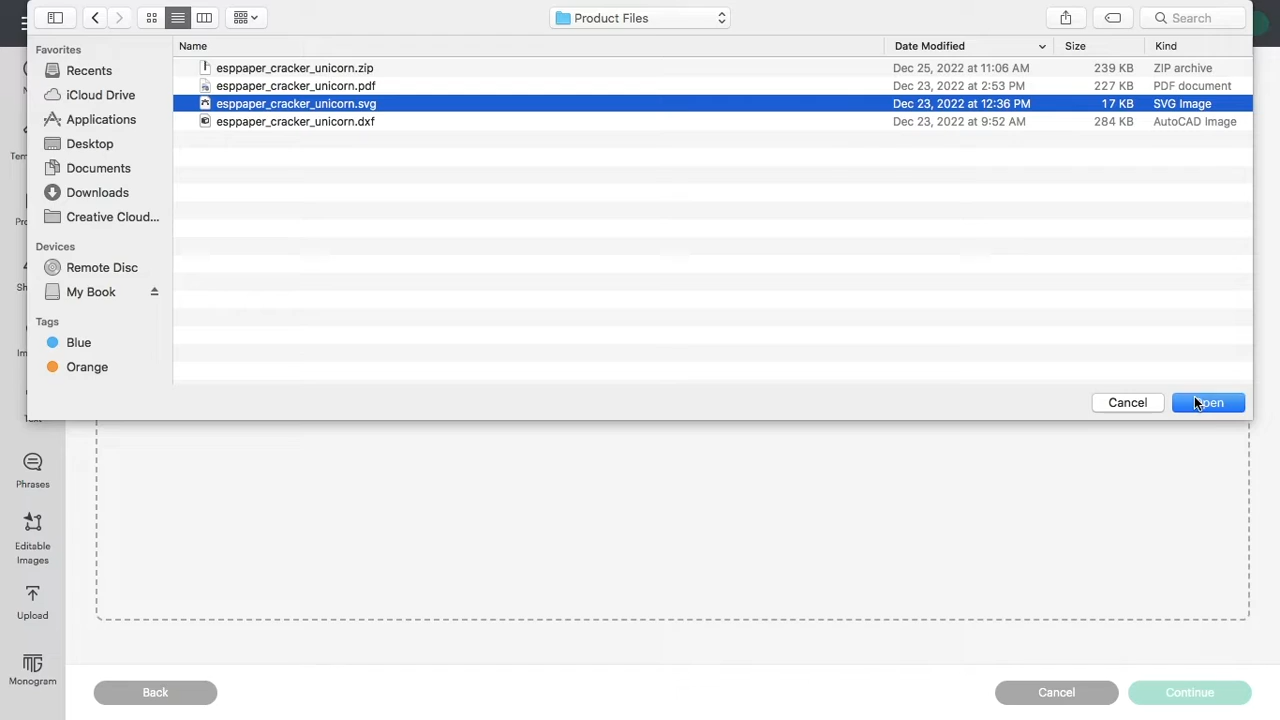 Product Files
Search
Favorites
Recents
iCloud Drive
Applications
Desktop
Documents
Downloads
Creative Cloud...
Devices
Remote Disc
My Book
Tags
Blue
Orange
Name Date Modified Size Kind
esppaper_cracker_unicorn.zip Dec 25, 2022 at 11:06 AM 239 KB ZIP archive
esppaper_cracker_unicorn.pdf Dec 23, 2022 at 2:53 PM 227 KB PDF document
esppaper_cracker_unicorn.svg Dec 23, 2022 at 12:36 PM 17 KB SVG Image
esppaper_cracker_unicorn.dxf Dec 23, 2022 at 9:52 AM 284 KB AutoCAD Image
Cancel
Phrases
Editable
Images
Upload
Monogram
Back
Cancel
Continue